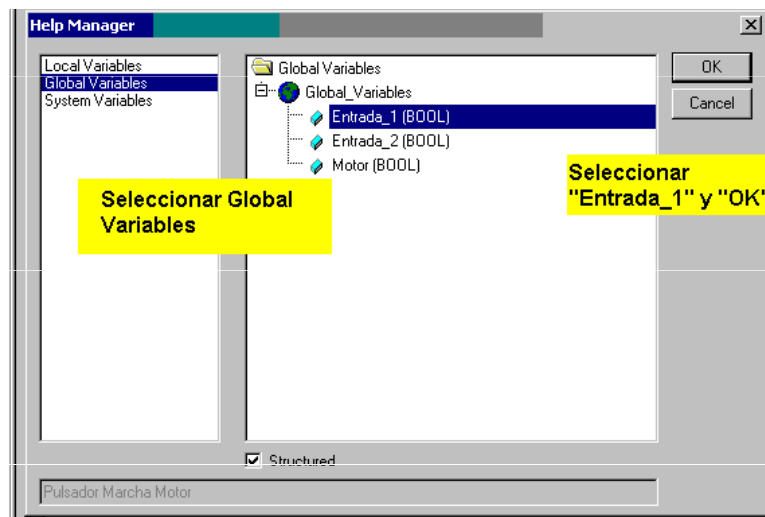 Help Manager
Local Variables
Global Variables
System Variables
Global Variables
Global_Variables
Entrada_1 (BOOL)
Entrada_2 (BOOL)
Motor (BOOL)
OK
Cancel
Seleccionar Global
Variables
Seleccionar
"Entrada_1" y "OK"
Structured
Pulsador Marcha Motor